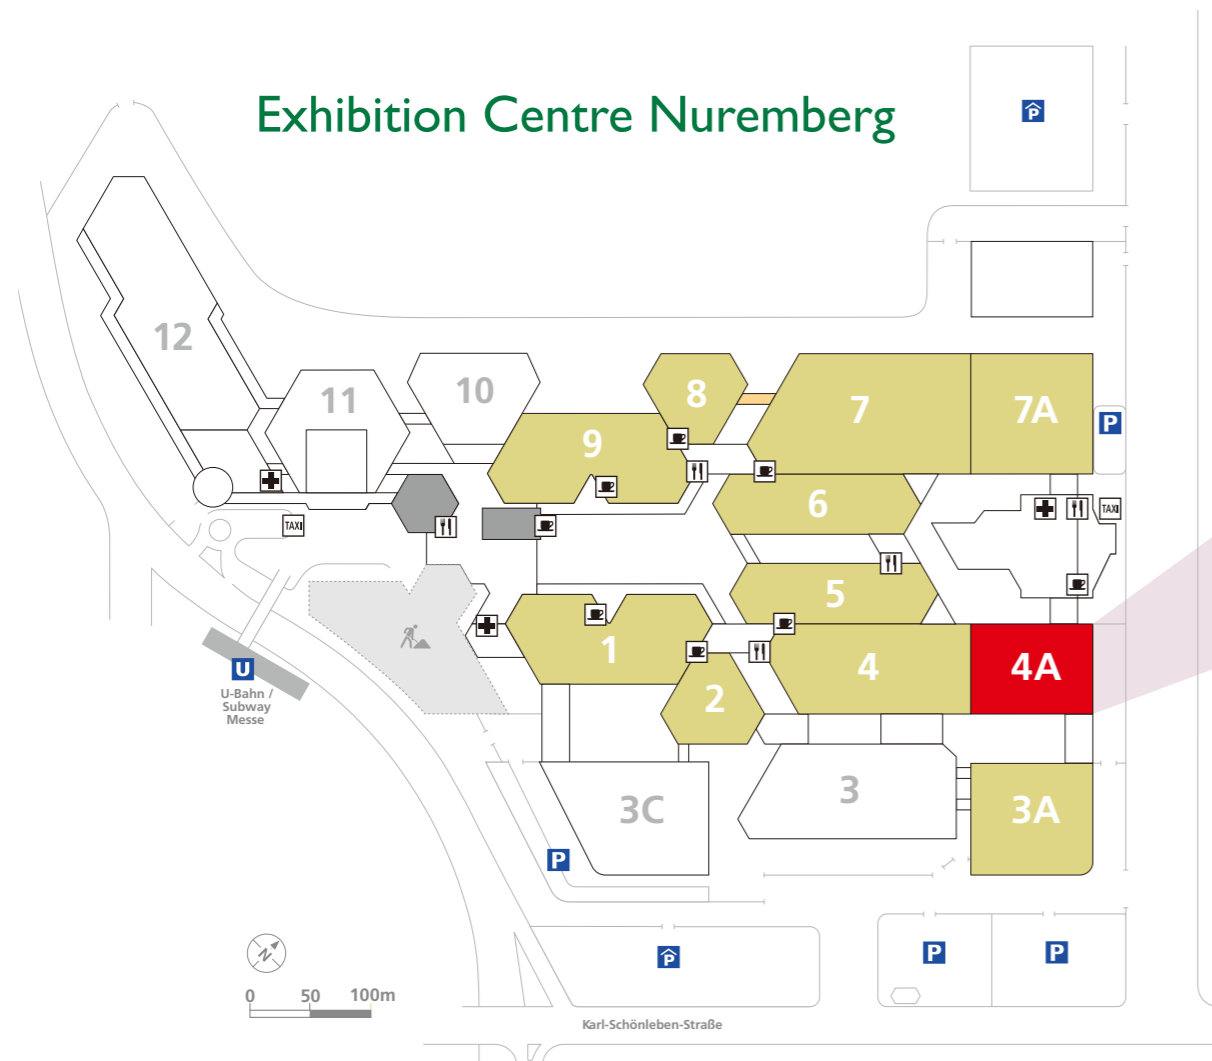 Exhibition Centre Nuremberg
P
12
11
10
8
7
7A
9
P
6
TAXI
TAXI
5
1
4
4A
2
U
U-Bahn /
Subway
Messe
3
3C
3A
P
P
P
P
N
0 50 100m
Karl-Schönleben-Straße